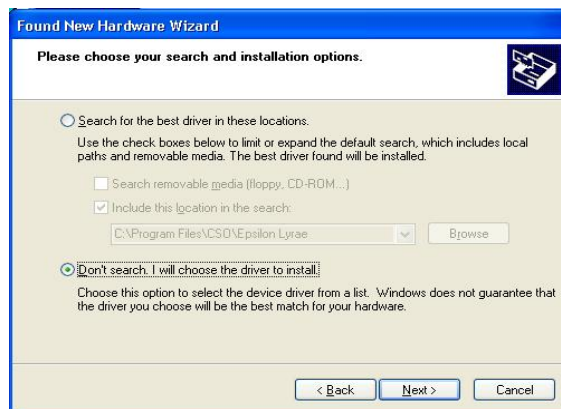 Found New Hardware Wizard
Please choose your search and installation options.
Search for the best driver in these locations.
Use the check boxes below to limit or expand the default search, which includes local
paths and removable media. The best driver found will be installed.
Search removable media (floppy, CD-ROM...)
Include this location in the search:
C:\Program Files\CSO\Epsilon Lyrae
Browse
Don't search. I will choose the driver to install.
Choose this option to select the device driver from a list. Windows does not guarantee that
the driver you choose will be the best match for your hardware.
< Back Next > Cancel